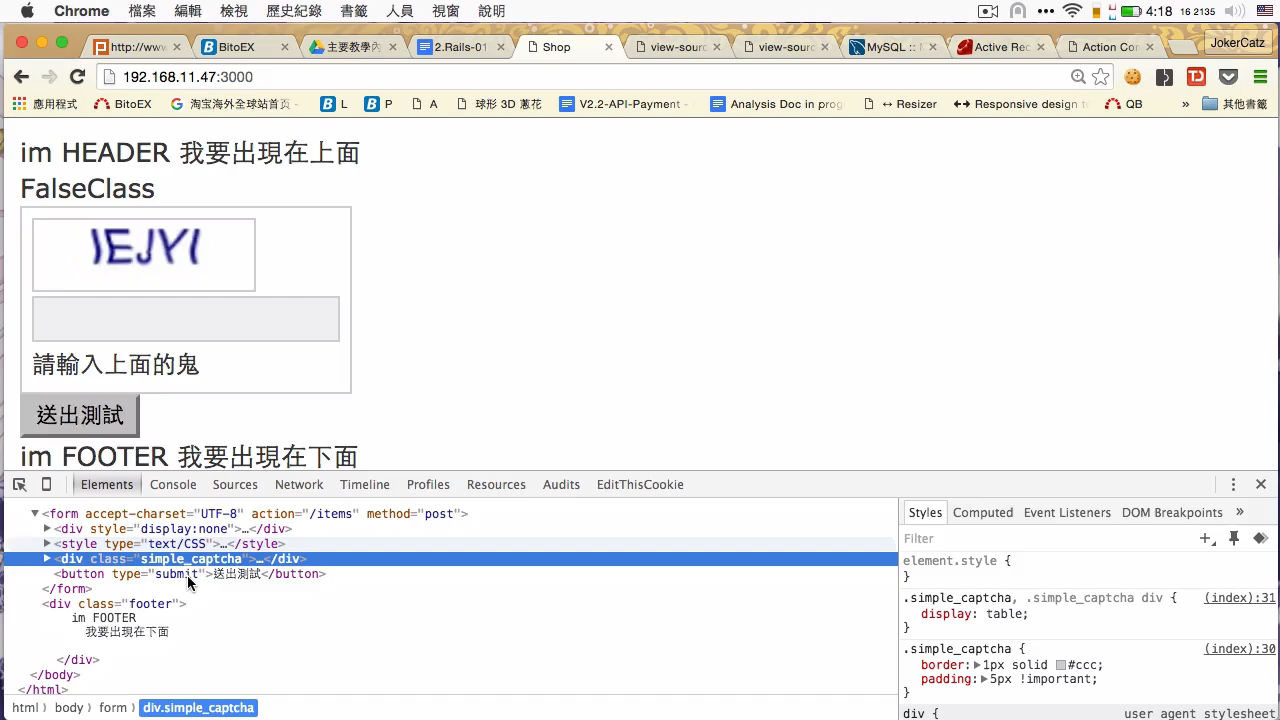 Chrome 檔案 編輯 檢視 歷史紀錄 書籤 人員 視窗 說明 4:18 16 2135
http://www BitoEX 主要教學內 2.Rails-01 Shop view-sourc view-sourc MySQL :: M Active Rec Action Con JokerCatz
192.168.11.47:3000
應用程式 BitoEX 淘宝海外全球站首页 - L P A 球形 3D 蔥花 V2.2-API-Payment - Analysis Doc in prog ↔ Resizer ↔ Responsive design t QB » 其他書籤
im HEADER 我要出現在上面
FalseClass
IEJYI
請輸入上面的鬼
送出測試
im FOOTER 我要出現在下面
Elements Console Sources Network Timeline Profiles Resources Audits EditThisCookie
<form accept-charset="UTF-8" action="/items" method="post">
<div style="display:none">…</div>
<style type="text/CSS">…</style>
<div class="simple_captcha">…</div>
<button type="submit">送出測試</button>
</form>
<div class="footer">
im FOOTER
我要出現在下面
</div>
</body>
</html>
html body form div.simple_captcha
Styles Computed Event Listeners DOM Breakpoints »
Filter
element.style {
}
.simple_captcha, .simple_captcha div { (index):31
display: table;
}
.simple_captcha { (index):30
border: 1px solid #ccc;
padding: 5px !important;
}
div { user agent stylesheet